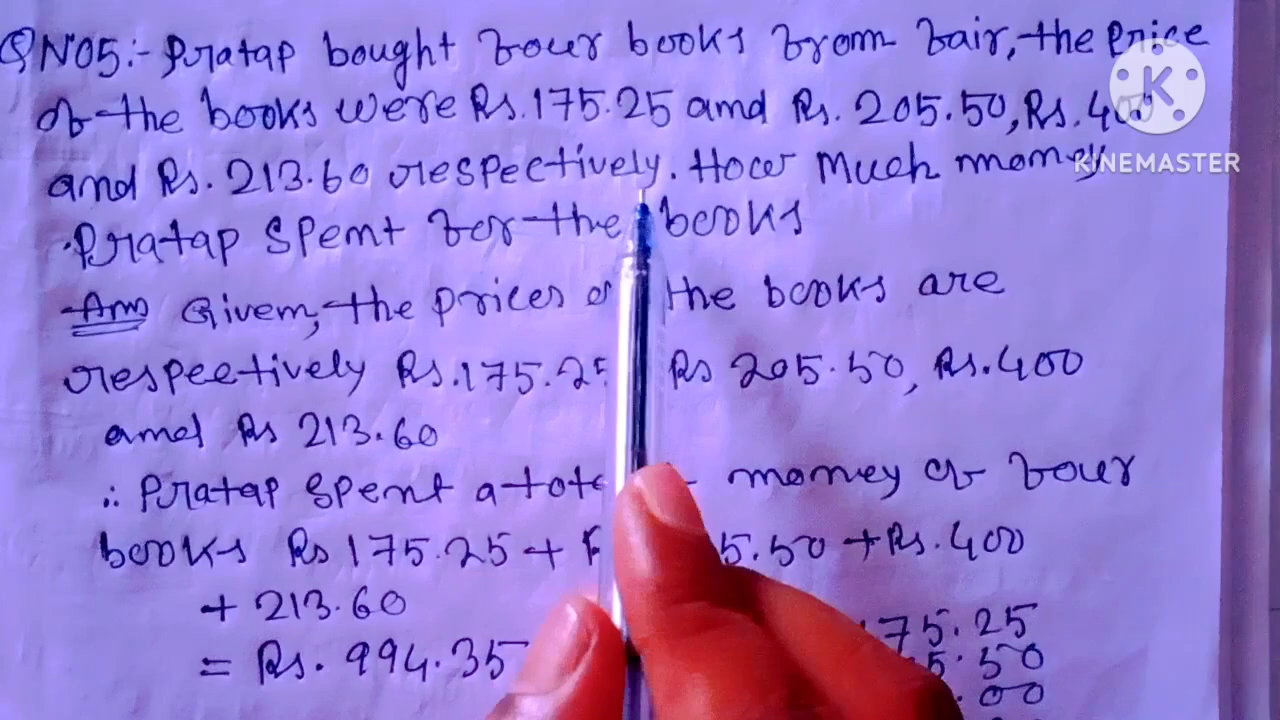 Q NO5:- Pratap bought four books from fair, the price
of the books were Rs. 175.25 and Rs. 205.50, Rs. 400
K
and Rs. 213.60 respectively. How Much money
KINEMASTER
Pratap spent for the books
Ans Given, the prices the books are
respectively Rs. 175.25 Rs 205.50, Rs. 400
and Rs 213.60
∴ Pratap spent a money of four
books Rs 175.25 + 5.50 + Rs. 400
+ 213.60
= Rs. 994.35
175.25
5.50
.00